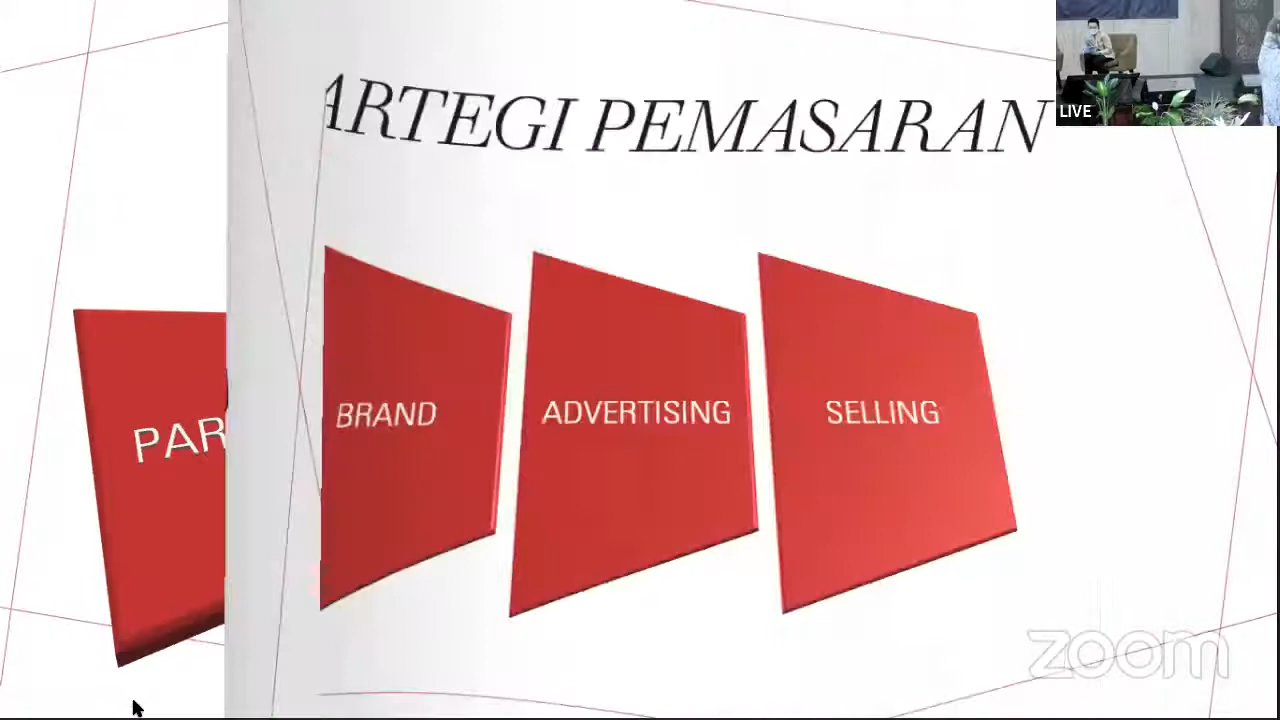 ARTEGI PEMASARAN
LIVE
PAR
BRAND
ADVERTISING
SELLING
zoom